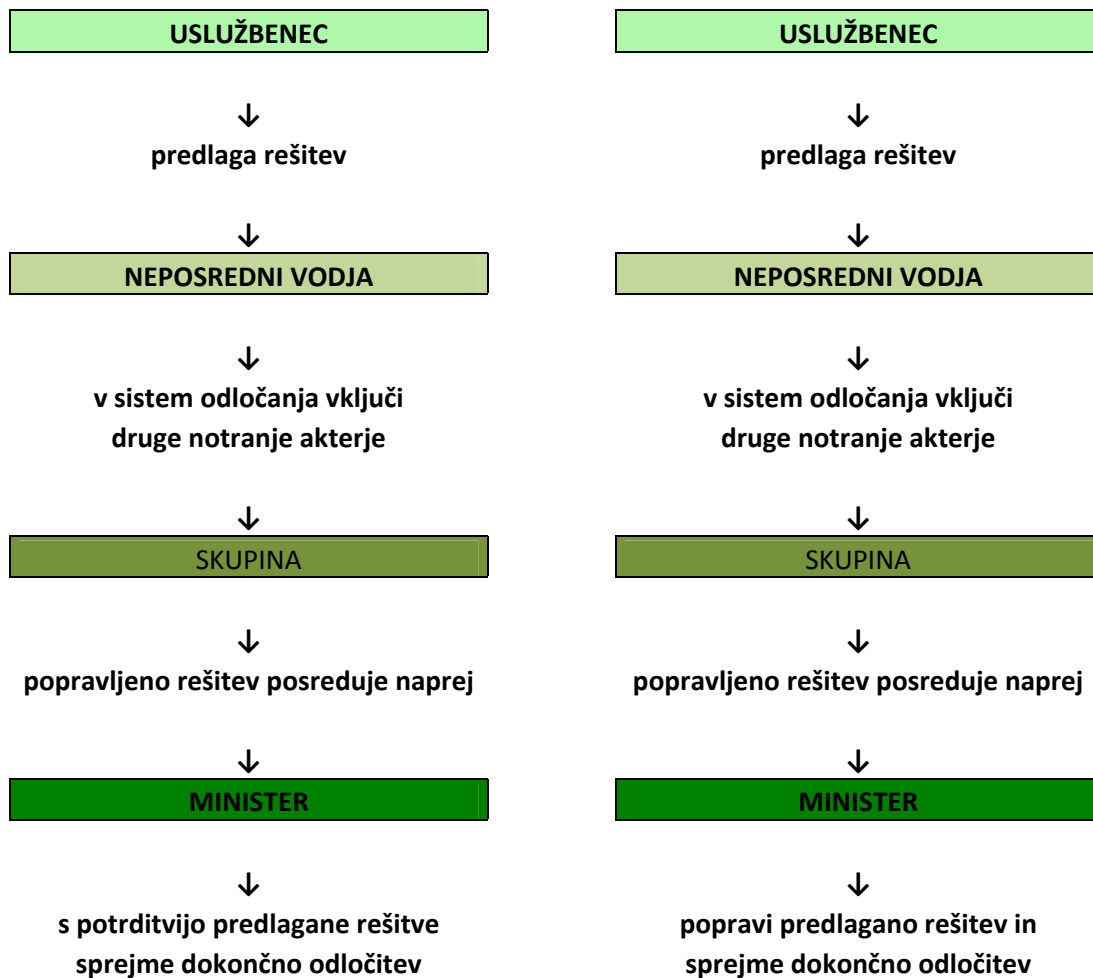 USLUŽBENEC
↓
predlaga rešitev
↓
NEPOSREDNI VODJA
↓
v sistem odločanja vključi
druge notranje akterje
↓
SKUPINA
↓
popravljeno rešitev posreduje naprej
↓
MINISTER
↓
s potrditvijo predlagane rešitve
sprejme dokončno odločitev
USLUŽBENEC
↓
predlaga rešitev
↓
NEPOSREDNI VODJA
↓
v sistem odločanja vključi
druge notranje akterje
↓
SKUPINA
↓
popravljeno rešitev posreduje naprej
↓
MINISTER
↓
popravi predlagano rešitev in
sprejme dokončno odločitev